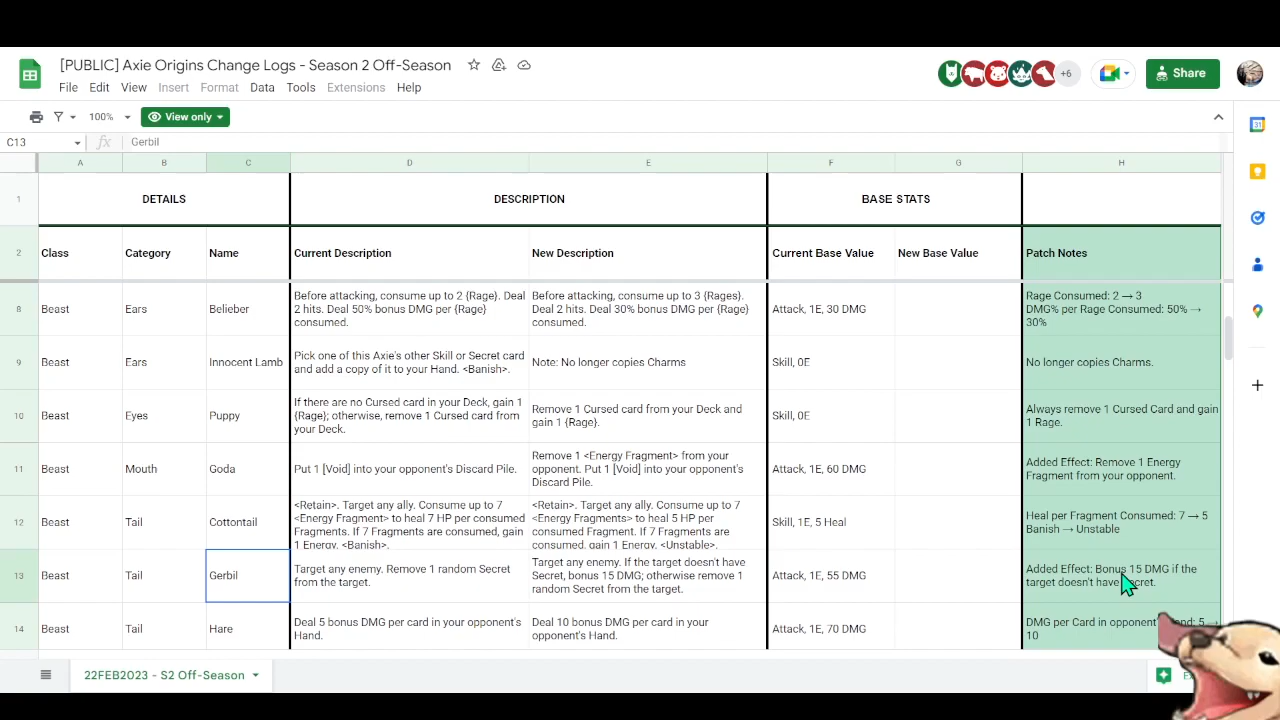 [PUBLIC] Axie Origins Change Logs - Season 2 Off-Season
+6
Share
File Edit View Insert Format Data Tools Extensions Help
100% View only
C13 fx Gerbil
A B C D E F G H
1 DETAILS DESCRIPTION BASE STATS
2 Class Category Name Current Description New Description Current Base Value New Base Value Patch Notes
8 Beast Ears Belieber
Before attacking, consume up to 2 {Rage}. Deal
2 hits. Deal 50% bonus DMG per {Rage}
consumed.
Before attacking, consume up to 3 {Rages}.
Deal 2 hits. Deal 30% bonus DMG per {Rage}
consumed.
Attack, 1E, 30 DMG
Rage Consumed: 2 → 3
DMG% per Rage Consumed: 50% →
30%
9 Beast Ears Innocent Lamb
Pick one of this Axie's other Skill or Secret card
and add a copy of it to your Hand. <Banish>.
Note: No longer copies Charms
Skill, 0E
No longer copies Charms.
10 Beast Eyes Puppy
If there are no Cursed card in your Deck, gain 1
{Rage}; otherwise, remove 1 Cursed card from
your Deck.
Remove 1 Cursed card from your Deck and
gain 1 {Rage}.
Skill, 0E
Always remove 1 Cursed Card and gain
1 Rage.
11 Beast Mouth Goda
Put 1 [Void] into your opponent's Discard Pile.
Remove 1 <Energy Fragment> from your
opponent. Put 1 [Void] into your opponent's
Discard Pile.
Attack, 1E, 60 DMG
Added Effect: Remove 1 Energy
Fragment from your opponent.
12 Beast Tail Cottontail
<Retain>. Target any ally. Consume up to 7
<Energy Fragment> to heal 7 HP per consumed
Fragments. If 7 Fragments are consumed, gain
1 Energy. <Banish>.
<Retain>. Target any ally. Consume up to 7
<Energy Fragments> to heal 5 HP per
consumed Fragment. If 7 Fragments are
consumed, gain 1 Energy. <Unstable>.
Skill, 1E, 5 Heal
Heal per Fragment Consumed: 7 → 5
Banish → Unstable
13 Beast Tail Gerbil
Target any enemy. Remove 1 random Secret
from the target.
Target any enemy. If the target doesn't have
Secret, bonus 15 DMG; otherwise remove 1
random Secret from the target.
Attack, 1E, 55 DMG
Added Effect: Bonus 15 DMG if the
target doesn't have Secret.
14 Beast Tail Hare
Deal 5 bonus DMG per card in your opponent's
Hand.
Deal 10 bonus DMG per card in your
opponent's Hand.
Attack, 1E, 70 DMG
DMG per Card in opponent's Hand: 5 →
10
22FEB2023 - S2 Off-Season